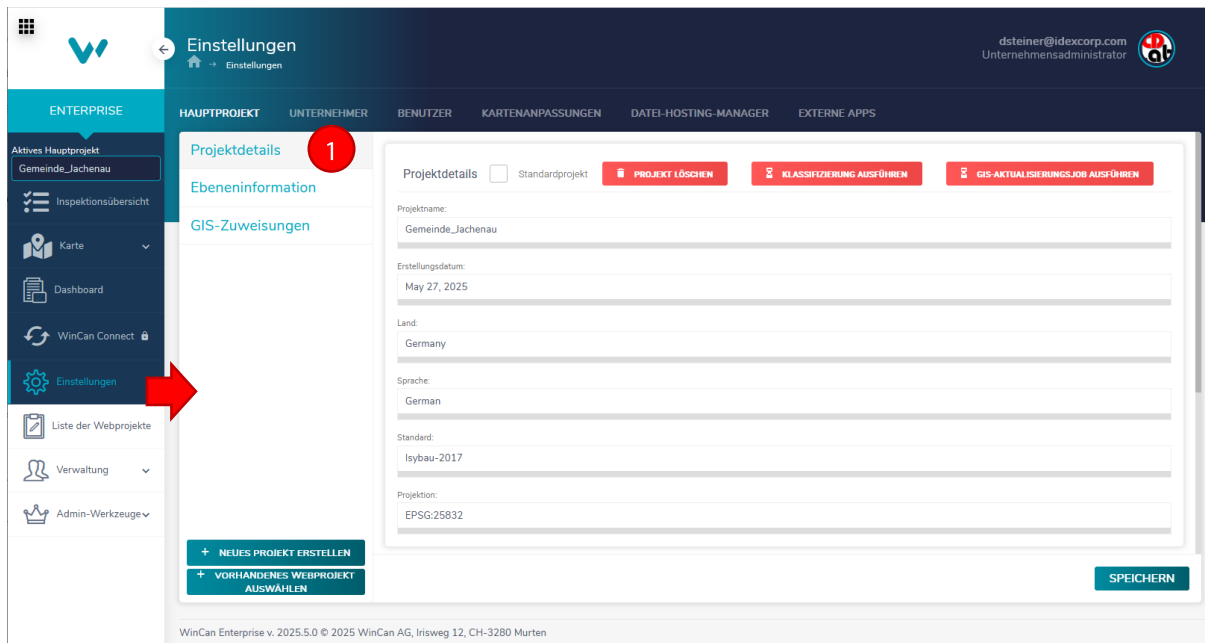 Einstellungen
→ Einstellungen
dsteiner@idexcorp.com
Unternehmensadministrator
ENTERPRISE
Aktives Hauptprojekt
Gemeinde_Jachenau
Inspektionsübersicht
Karte
Dashboard
WinCan Connect
Einstellungen
Liste der Webprojekte
Verwaltung
Admin-Werkzeuge
HAUPTPROJEKT UNTERNEHMER BENUTZER KARTENANPASSUNGEN DATEI-HOSTING-MANAGER EXTERNE APPS
Projektdetails
1
Ebeneninformation
GIS-Zuweisungen
+ NEUES PROJEKT ERSTELLEN
+ VORHANDENES WEBPROJEKT
AUSWÄHLEN
Projektdetails Standardprojekt PROJEKT LÖSCHEN KLASSIFIZIERUNG AUSFÜHREN GIS-AKTUALISIERUNGSJOB AUSFÜHREN
Projektname:
Gemeinde_Jachenau
Erstellungsdatum:
May 27, 2025
Land:
Germany
Sprache:
German
Standard:
Isybau-2017
Projektion:
EPSG:25832
SPEICHERN
WinCan Enterprise v. 2025.5.0 © 2025 WinCan AG, Irisweg 12, CH-3280 Murten